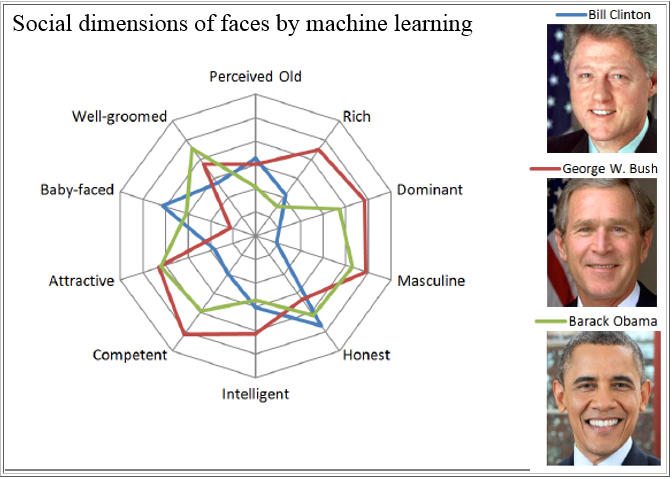 Social dimensions of faces by machine learning
Bill Clinton
Perceived Old
Well-groomed
Rich
George W. Bush
Baby-faced
Dominant
Attractive
Masculine
Barack Obama
Competent
Honest
Intelligent